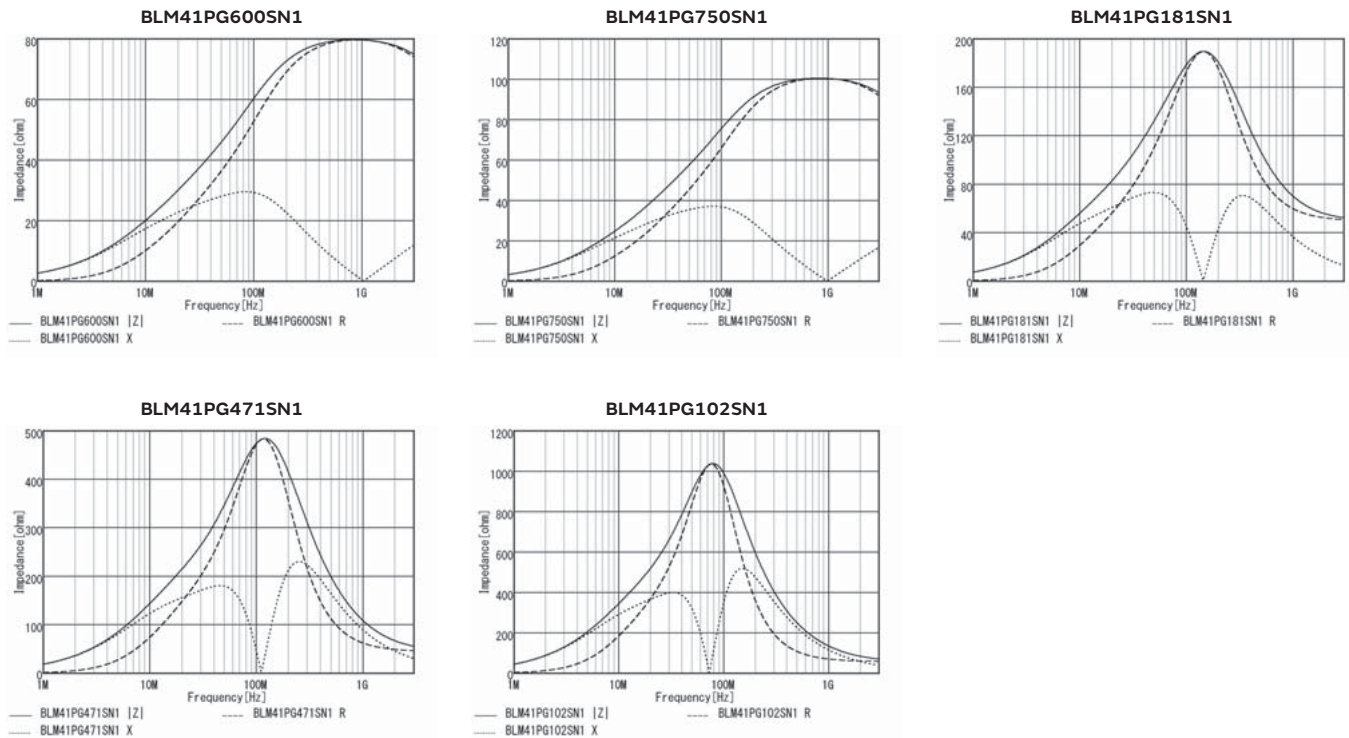 BLM41PG600SN1
80
60
40
20
0
Impedance[ohm]
1M
10M
100M
1G
Frequency[Hz]
BLM41PG600SN1 |Z|
BLM41PG600SN1 R
BLM41PG600SN1 X
BLM41PG750SN1
120
100
80
60
40
20
0
Impedance[ohm]
1M
10M
100M
1G
Frequency[Hz]
BLM41PG750SN1 |Z|
BLM41PG750SN1 R
BLM41PG750SN1 X
BLM41PG181SN1
200
160
120
80
40
0
Impedance[ohm]
1M
10M
100M
1G
Frequency[Hz]
BLM41PG181SN1 |Z|
BLM41PG181SN1 R
BLM41PG181SN1 X
BLM41PG471SN1
500
400
300
200
100
0
Impedance[ohm]
1M
10M
100M
1G
Frequency[Hz]
BLM41PG471SN1 |Z|
BLM41PG471SN1 R
BLM41PG471SN1 X
BLM41PG102SN1
1200
1000
800
600
400
200
0
Impedance[ohm]
1M
10M
100M
1G
Frequency[Hz]
BLM41PG102SN1 |Z|
BLM41PG102SN1 R
BLM41PG102SN1 X